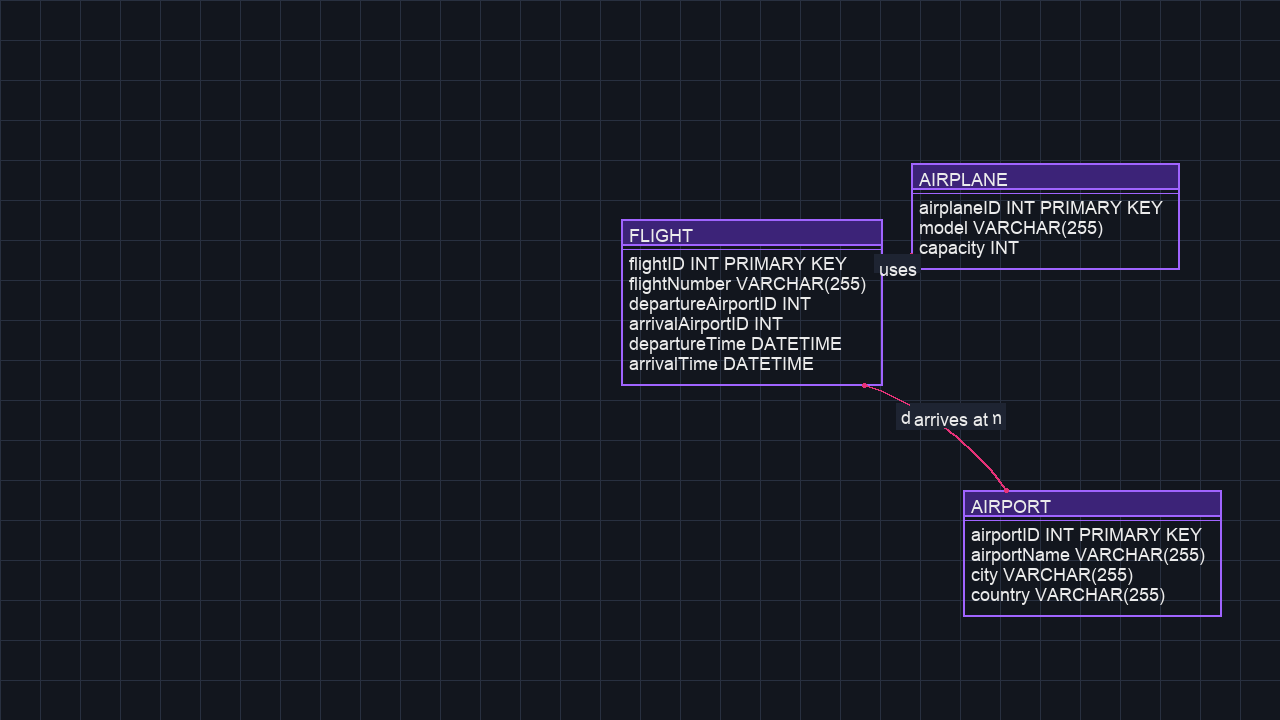 AIRPLANE
airplaneID INT PRIMARY KEY
model VARCHAR(255)
capacity INT
FLIGHT
flightID INT PRIMARY KEY
flightNumber VARCHAR(255)
departureAirportID INT
arrivalAirportID INT
departureTime DATETIME
arrivalTime DATETIME
uses
arrives at
AIRPORT
airportID INT PRIMARY KEY
airportName VARCHAR(255)
city VARCHAR(255)
country VARCHAR(255)